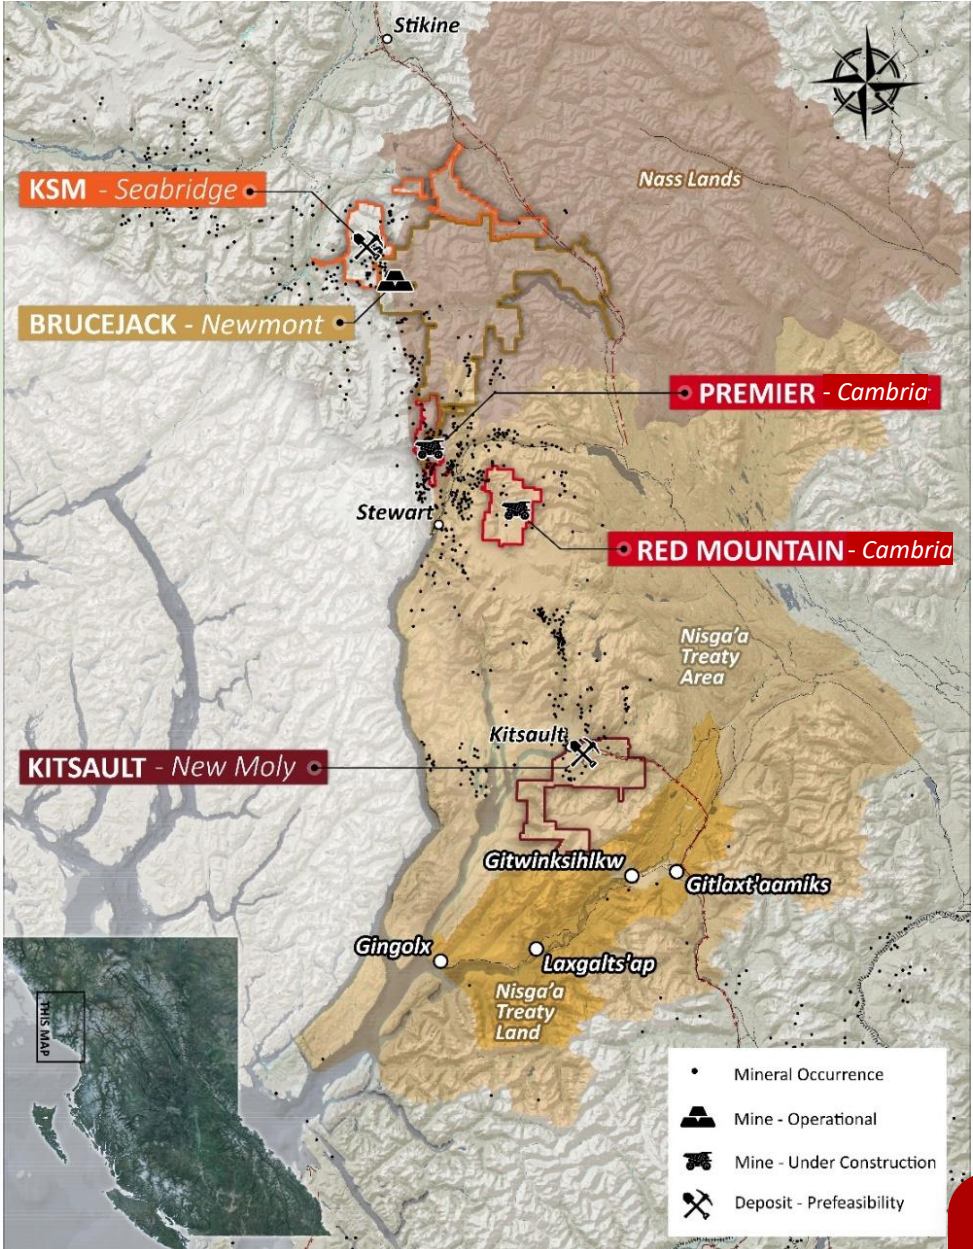 Stikine
Nass Lands
KSM - Seabridge
BRUCEJACK - Newmont
PREMIER - Cambria
Stewart
RED MOUNTAIN - Cambria
Nisga'a
Treaty
Area
Kitsault
KITSAULT - New Moly
Gitwinksihlkw
Gitlaxt'aamiks
Gingolx
Laxgalts'ap
Nisga'a
Treaty
Land
THIS MAP
Mineral Occurrence
Mine - Operational
Mine - Under Construction
Deposit - Prefeasibility